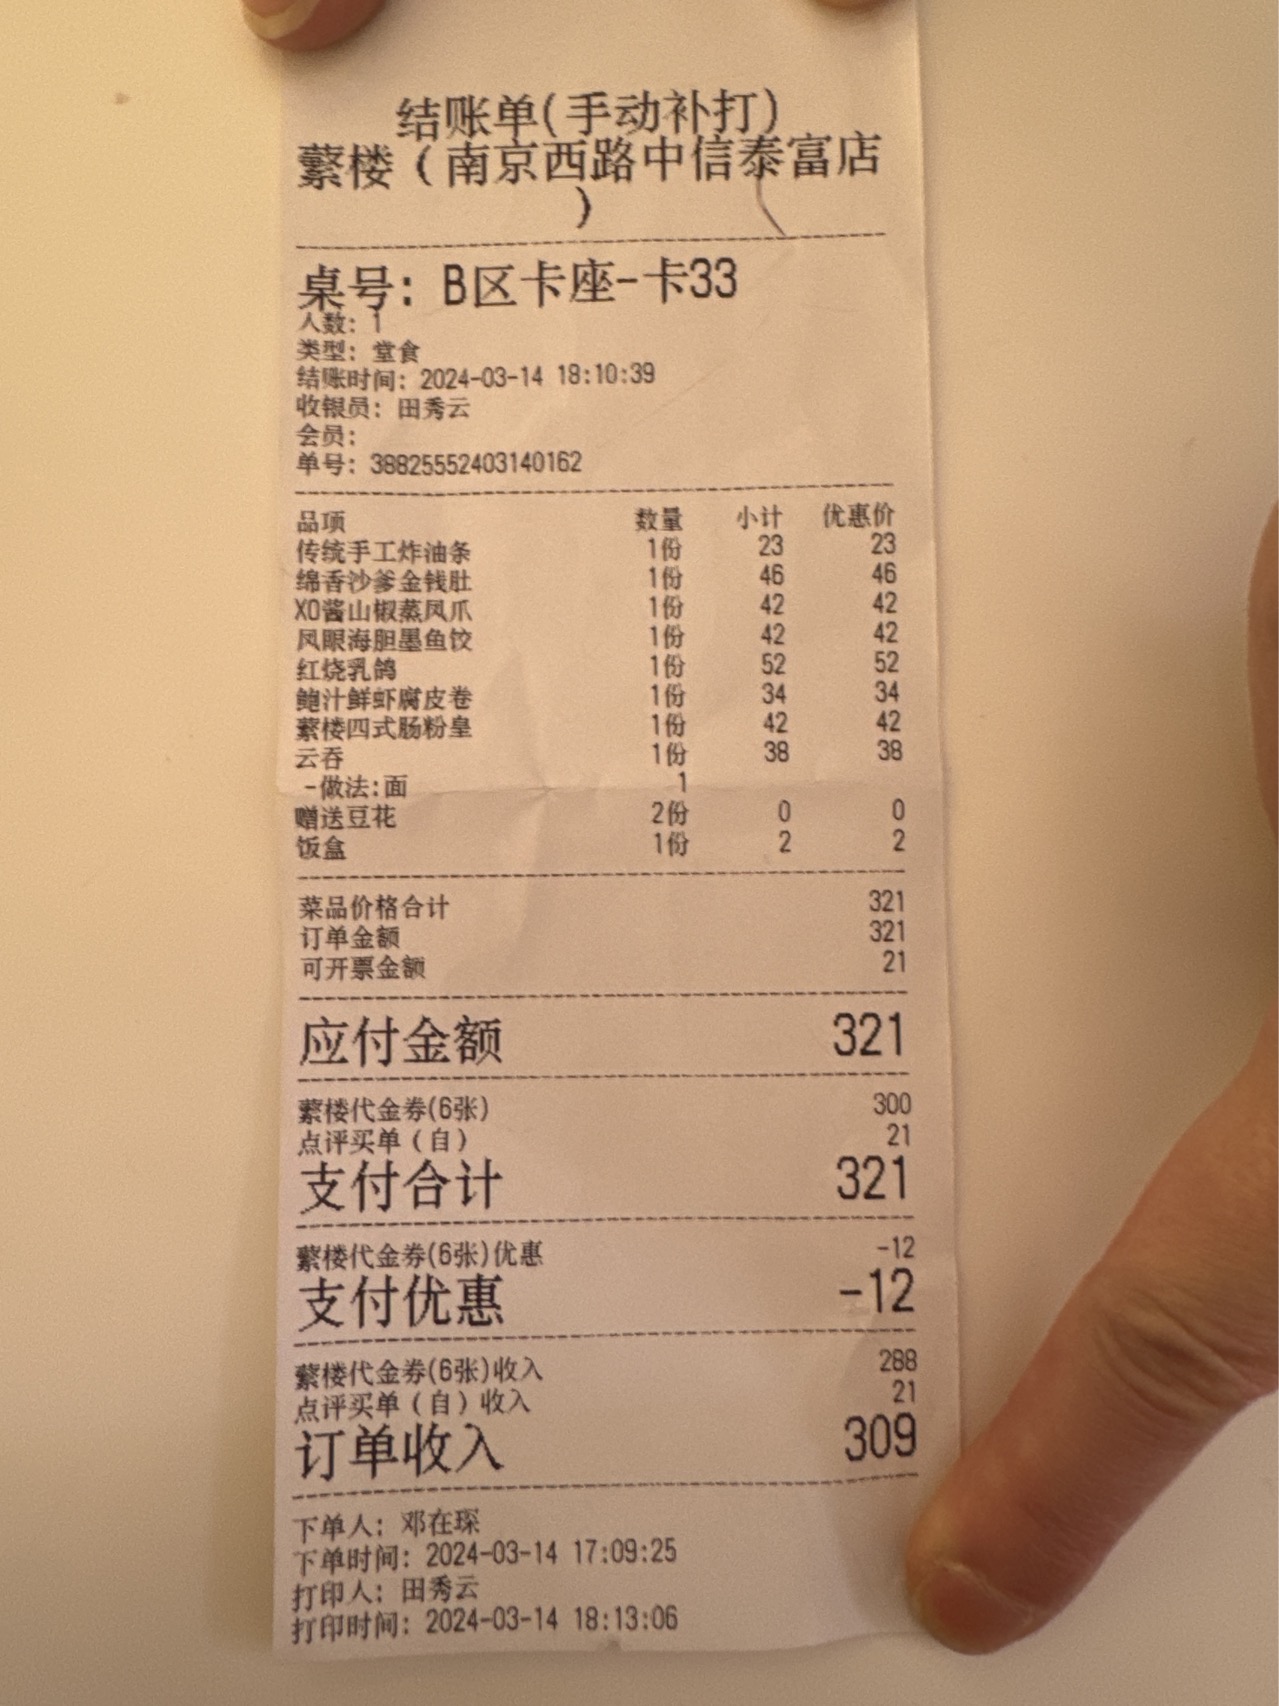 结账单(手动补打)
蘩楼（南京西路中信泰富店
）
桌号: B区卡座-卡33
人数: 1
类型: 堂食
结账时间: 2024-03-14 18:10:39
收银员: 田秀云
会员:
单号: 38825552403140162
品项 数量 小计 优惠价
传统手工炸油条 1份 23 23
绵香沙爹金钱肚 1份 46 46
XO酱山椒蒸凤爪 1份 42 42
凤眼海胆墨鱼饺 1份 42 42
红烧乳鸽 1份 52 52
鲍汁鲜虾腐皮卷 1份 34 34
蘩楼四式肠粉皇 1份 42 42
云吞 1份 38 38
-做法:面 1
赠送豆花 2份 0 0
饭盒 1份 2 2
菜品价格合计 321
订单金额 321
可开票金额 21
应付金额 321
蘩楼代金券(6张) 300
点评买单（自） 21
支付合计 321
蘩楼代金券(6张)优惠 -12
支付优惠 -12
蘩楼代金券(6张)收入 288
点评买单（自）收入 21
订单收入 309
下单人: 邓在琛
下单时间: 2024-03-14 17:09:25
打印人: 田秀云
打印时间: 2024-03-14 18:13:06